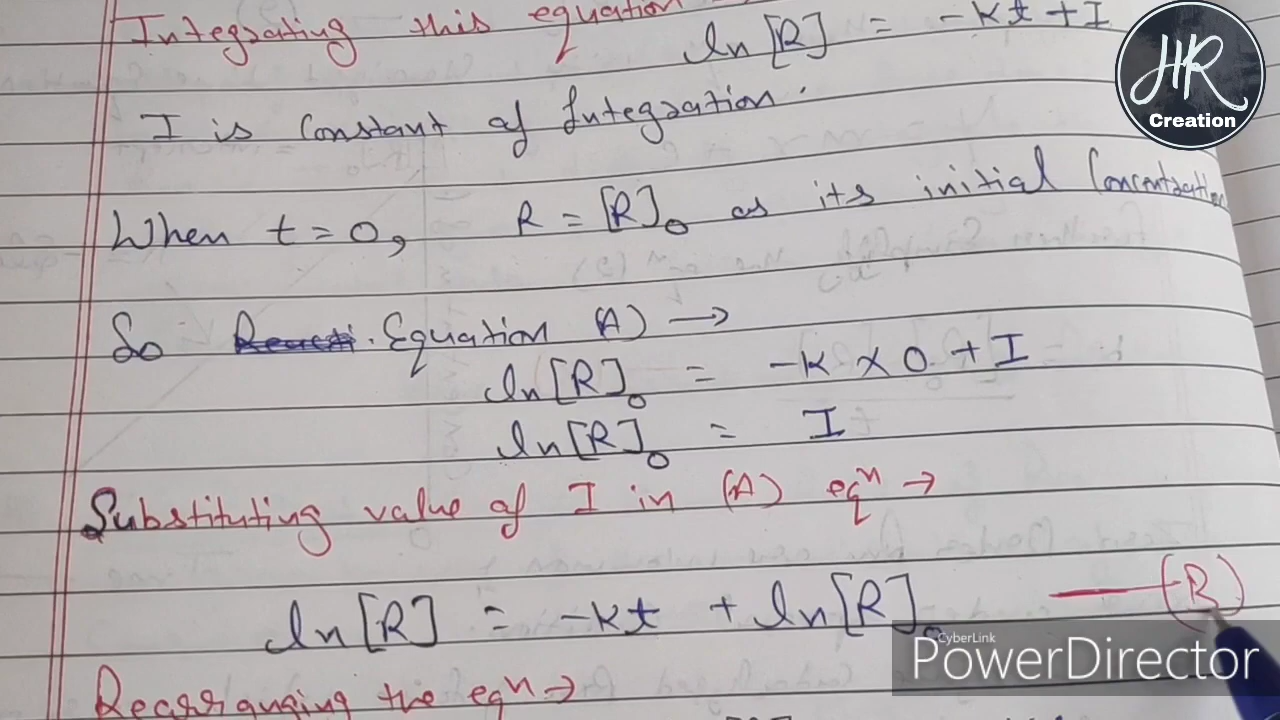 Integrating this equation
ln [R] = -kt + I
HR
Creation
I is Constant of Integration.
When t = 0, R = [R]₀ as its initial Concentration
So Equation (A) →
ln[R]₀ = -k × 0 + I
ln[R]₀ = I
Substituting value of I in (A) eqⁿ →
ln[R] = -kt + ln[R]₀ —(B)
CyberLink
PowerDirector
Rearranging the eqⁿ →